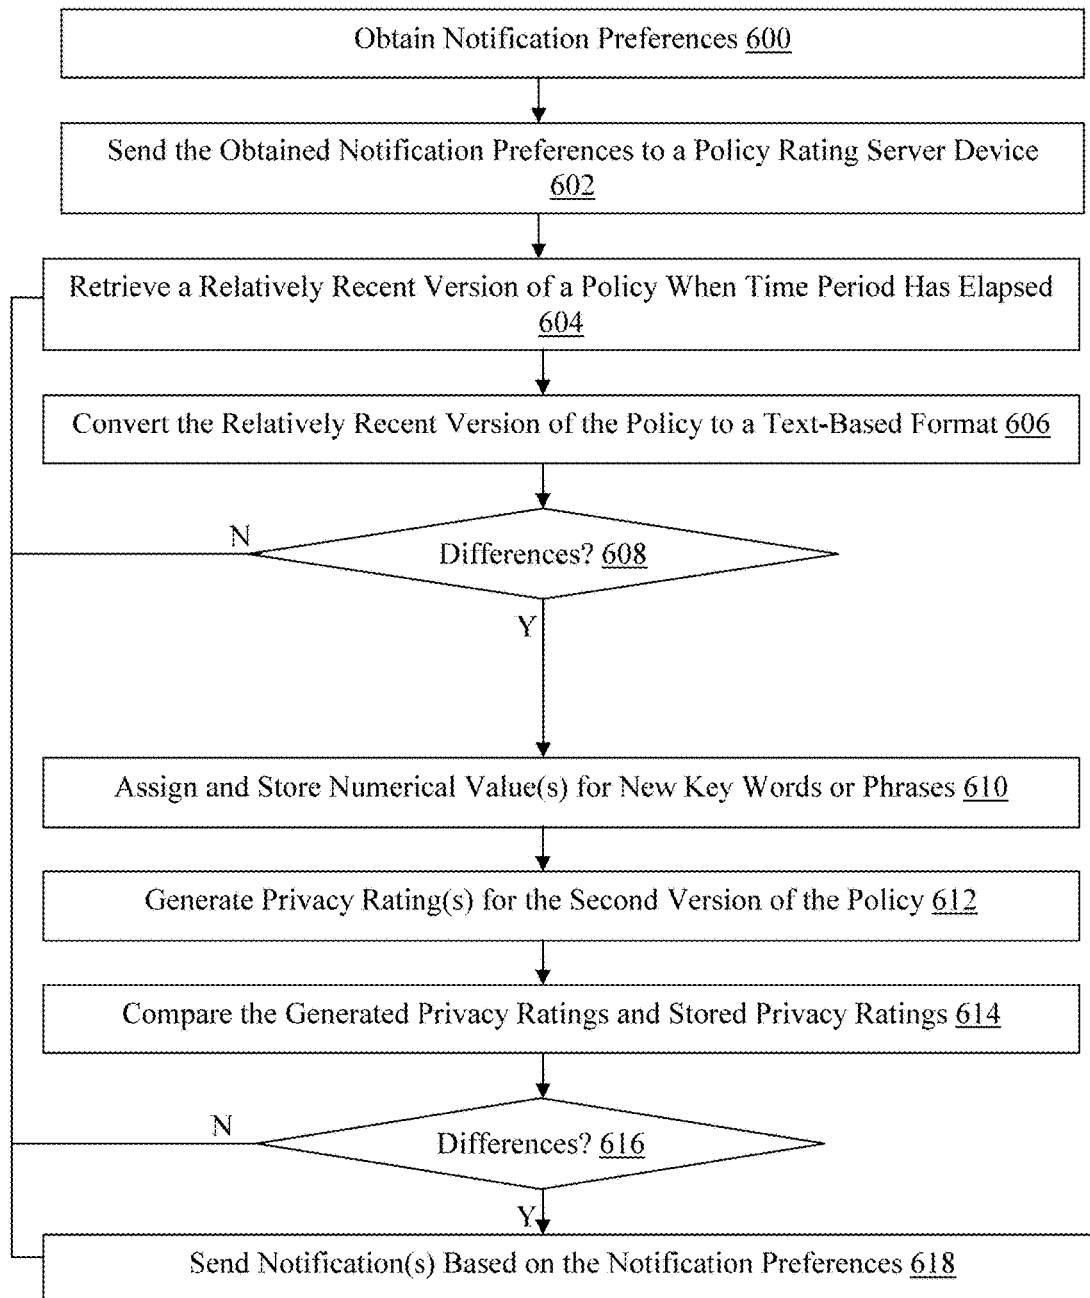 Obtain Notification Preferences 600
Send the Obtained Notification Preferences to a Policy Rating Server Device
602
Retrieve a Relatively Recent Version of a Policy When Time Period Has Elapsed
604
Convert the Relatively Recent Version of the Policy to a Text-Based Format 606
N
Differences? 608
Y
Assign and Store Numerical Value(s) for New Key Words or Phrases 610
Generate Privacy Rating(s) for the Second Version of the Policy 612
Compare the Generated Privacy Ratings and Stored Privacy Ratings 614
N
Differences? 616
Y
Send Notification(s) Based on the Notification Preferences 618